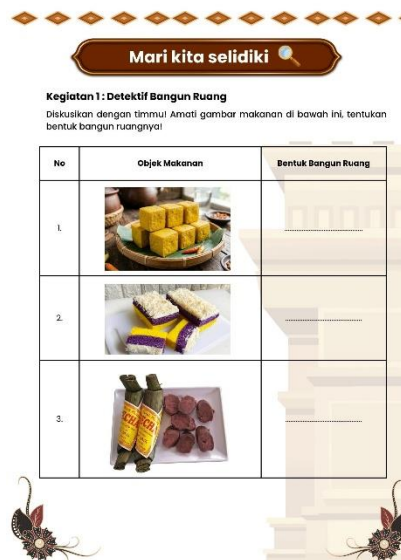 Mari kita selidiki
Kegiatan 1 : Detektif Bangun Ruang
Diskusikan dengan timmu! Amati gambar makanan di bawah ini, tentukan
bentuk bangun ruangnya!
No Objek Makanan Bentuk Bangun Ruang
1. ..............................
2. ..............................
3. ..............................